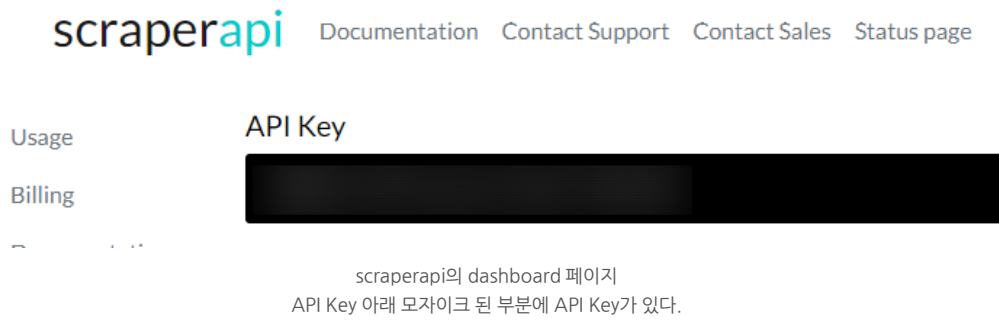 scraperapi Documentation Contact Support Contact Sales Status page
API Key
Usage
Billing
scraperapi의 dashboard 페이지
API Key 아래 모자이크 된 부분에 API Key가 있다.